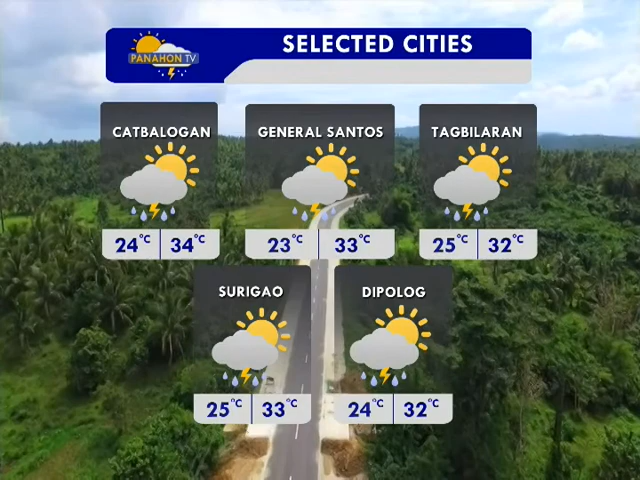 PANAHON TV
SELECTED CITIES
CATBALOGAN
24°C 34°C
GENERAL SANTOS
23°C 33°C
TAGBILARAN
25°C 32°C
SURIGAO
25°C 33°C
DIPOLOG
24°C 32°C